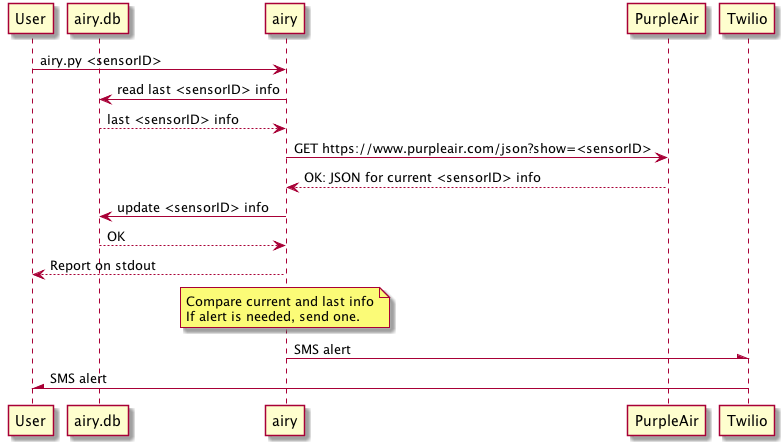 User airy.db airy PurpleAir Twilio
airy.py <sensorID>
read last <sensorID> info
last <sensorID> info
GET https://www.purpleair.com/json?show=<sensorID>
OK: JSON for current <sensorID> info
update <sensorID> info
OK
Report on stdout
Compare current and last info
If alert is needed, send one.
SMS alert
SMS alert
User airy.db airy PurpleAir Twilio